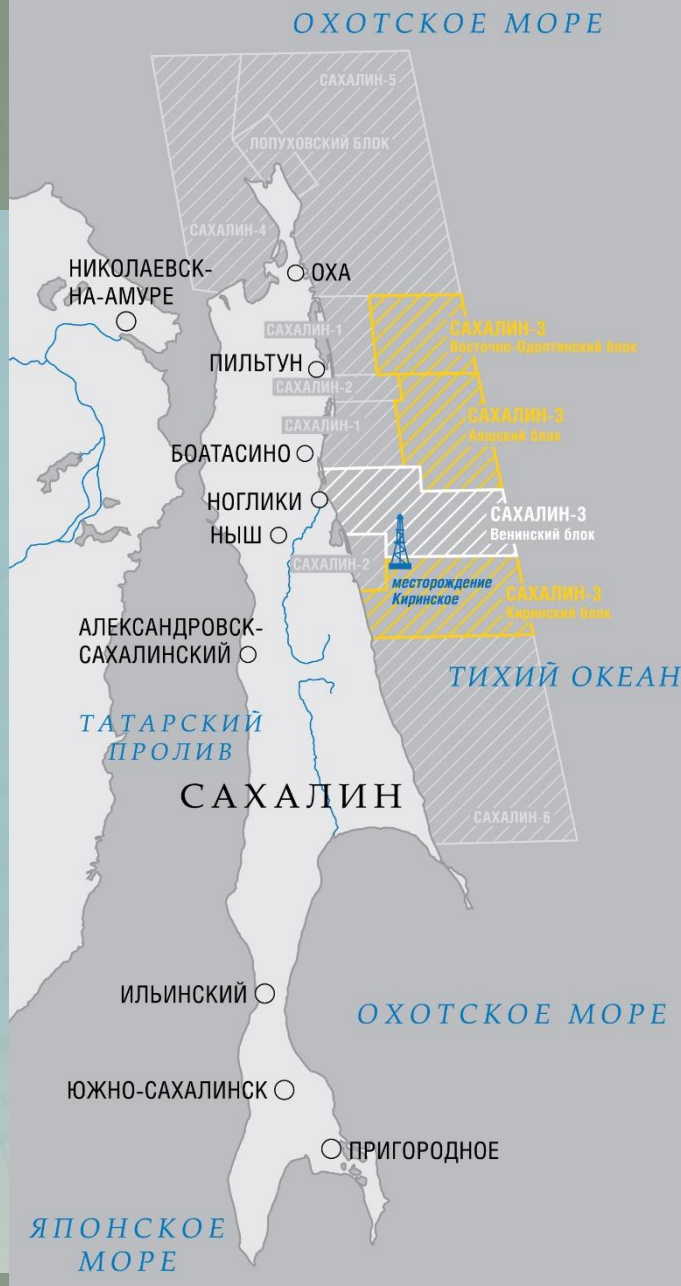 ОХОТСКОЕ МОРЕ
САХАЛИН-5
ЛОПУХОВСКИЙ БЛОК
САХАЛИН-4
НИКОЛАЕВСК-
НА-АМУРЕ
ОХА
САХАЛИН-1
САХАЛИН-3
Восточно-Одоптинский блок
ПИЛЬТУН
САХАЛИН-2
САХАЛИН-3
Аяшский блок
САХАЛИН-1
БОАТАСИНО
НОГЛИКИ
САХАЛИН-3
Венинский блок
НЫШ
САХАЛИН-2
месторождение
Киринское
САХАЛИН-3
Киринский блок
АЛЕКСАНДРОВСК-
САХАЛИНСКИЙ
ТИХИЙ ОКЕАН
ТАТАРСКИЙ
ПРОЛИВ
САХАЛИН
САХАЛИН-6
ИЛЬИНСКИЙ
ОХОТСКОЕ МОРЕ
ЮЖНО-САХАЛИНСК
ПРИГОРОДНОЕ
ЯПОНСКОЕ
МОРЕ